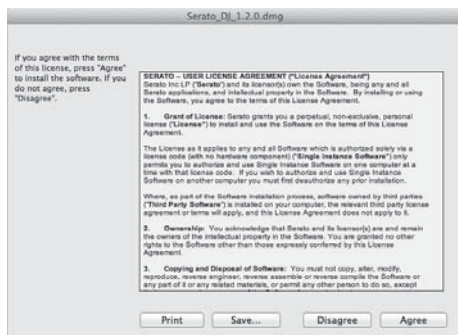 Serato_DJ_1.2.0.dmg
If you agree with the terms
of this license, press "Agree"
to install the software. If you
do not agree, press
"Disagree".
SERATO – USER LICENSE AGREEMENT ("License Agreement")
Serato Inc LP ("Serato") and its licensor(s) own the Software, being any and all
Serato applications, and intellectual property in the Software. By installing or using
the Software, you agree to the terms of this License Agreement.
1. Grant of License: Serato grants you a perpetual, non-exclusive, personal
license ("License") to install and use the Software on the terms of this License
Agreement.
The License as it applies to any and all Software which is authorized solely via a
license code (with no hardware component) ("Single Instance Software") only
permits you to authorize and use Single Instance Software on one computer at a
time with that license code. If you wish to authorize and use Single Instance
Software on another computer you must first deauthorize any prior installation.
Where, as part of the Software installation process, software owned by third parties
("Third Party Software") is installed on your computer, the relevant third party license
agreement or terms will apply, and this License Agreement does not apply to it.
2. Ownership: You acknowledge that Serato and its licensor(s) are and remain
the owners of the intellectual property in the Software. You are granted no other
rights to the Software other than those expressly conferred by this License
Agreement.
3. Copying and Disposal of Software: You must not copy, alter, modify,
reproduce, reverse engineer, reverse assemble or reverse compile the Software or
any part of it or any related materials, or permit any other person to do so, except
Print Save... Disagree Agree